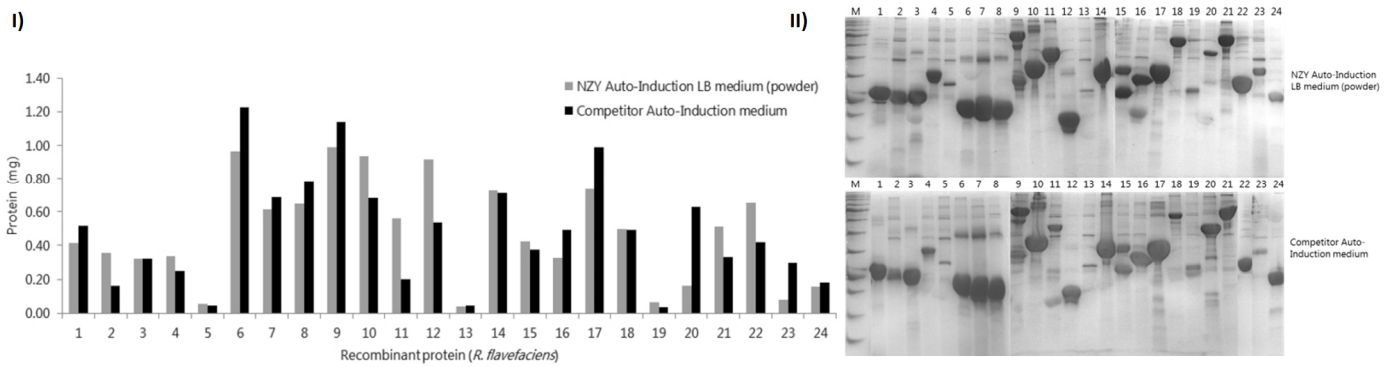 I)
1.40
1.20
1.00
0.80
0.60
0.40
0.20
0.00
Protein (mg)
NZY Auto-Induction LB medium (powder)
Competitor Auto-Induction medium
1 2 3 4 5 6 7 8 9 10 11 12 13 14 15 16 17 18 19 20 21 22 23 24
Recombinant protein (R. flavefaciens)
II)
M 1 2 3 4 5 6 7 8 9 10 11 12 13 14 15 16 17 18 19 20 21 22 23 24
NZY Auto-Induction
LB medium (powder)
M 1 2 3 4 5 6 7 8 9 10 11 12 13 14 15 16 17 18 19 20 21 22 23 24
Competitor Auto-
Induction medium